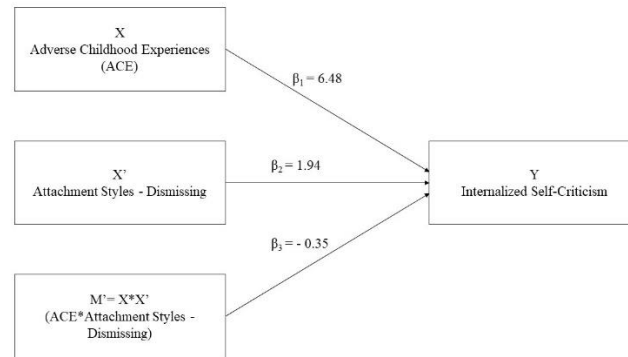 X
Adverse Childhood Experiences
(ACE)
β1 = 6.48
X’
Attachment Styles - Dismissing
β2 = 1.94
Y
Internalized Self-Criticism
β3 = - 0.35
M’= X*X’
(ACE*Attachment Styles -
Dismissing)